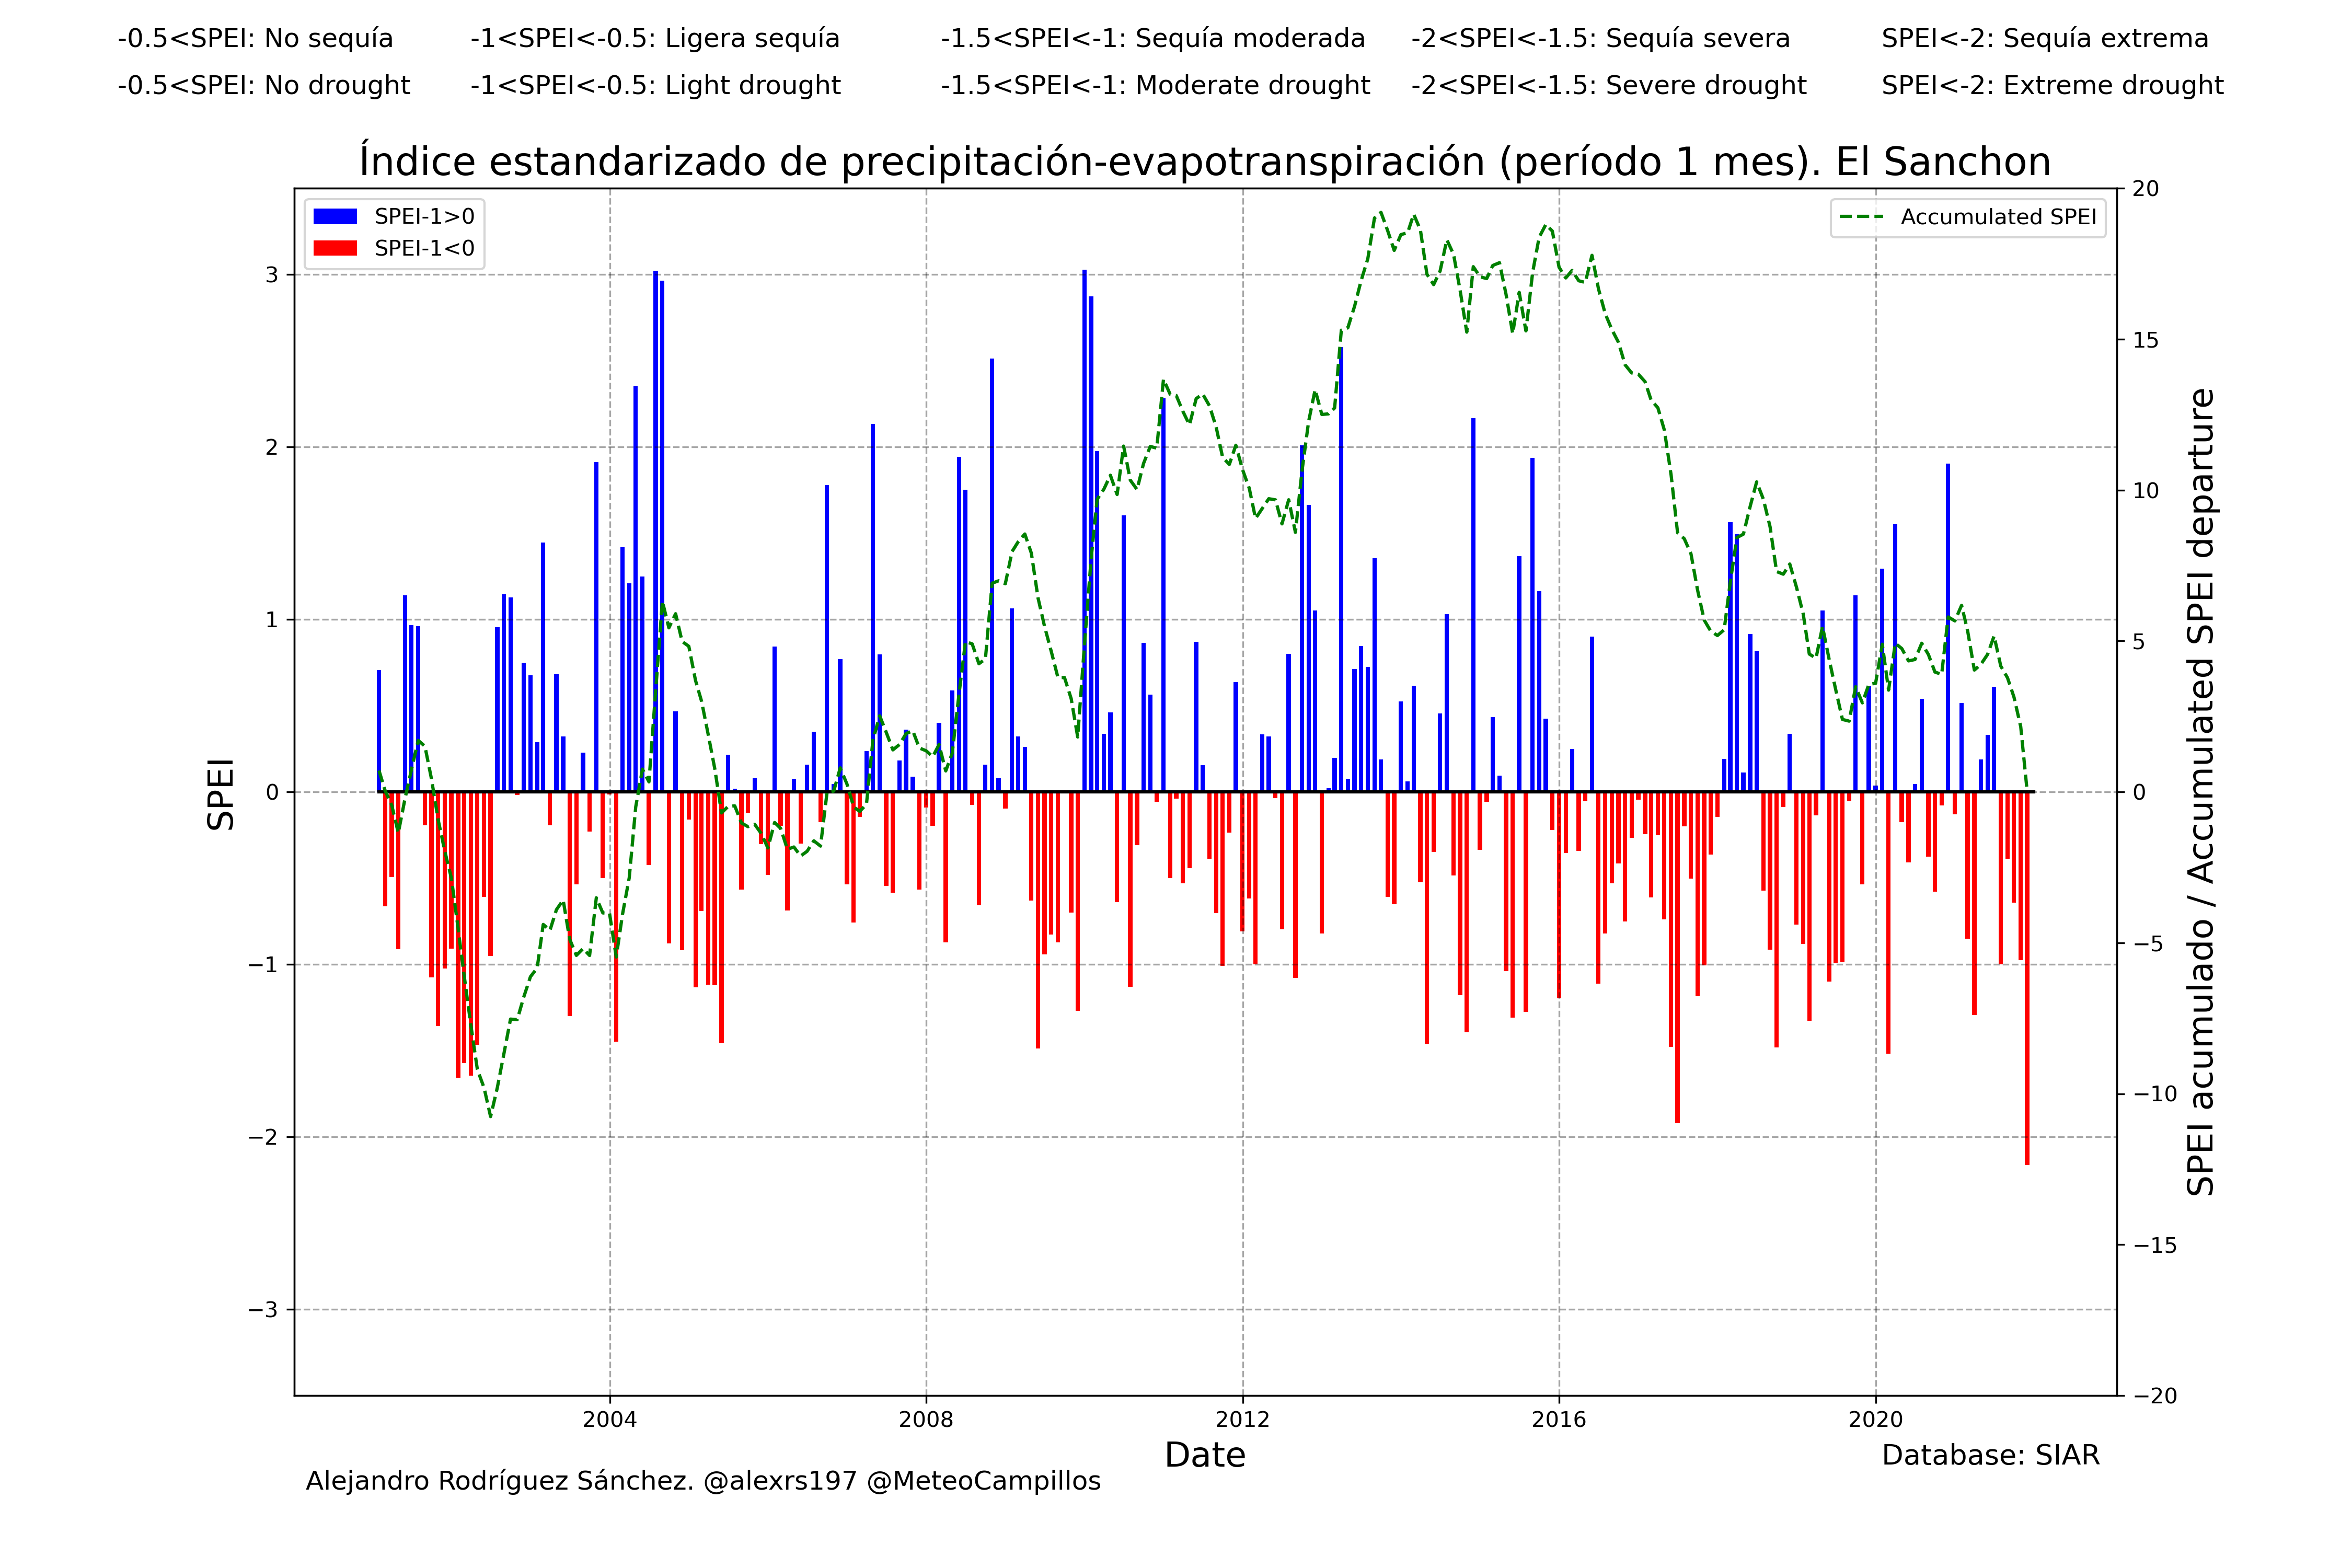 -0.5<SPEI: No sequía -1<SPEI<-0.5: Ligera sequía -1.5<SPEI<-1: Sequía moderada -2<SPEI<-1.5: Sequía severa SPEI<-2: Sequía extrema
-0.5<SPEI: No drought -1<SPEI<-0.5: Light drought -1.5<SPEI<-1: Moderate drought -2<SPEI<-1.5: Severe drought SPEI<-2: Extreme drought
Índice estandarizado de precipitación-evapotranspiración (período 1 mes). El Sanchon
SPEI-1>0
SPEI-1<0
Accumulated SPEI
SPEI
3
2
1
0
−1
−2
−3
20
15
10
5
0
−5
−10
−15
−20
SPEI acumulado / Accumulated SPEI departure
2004 2008 2012 2016 2020
Date
Database: SIAR
Alejandro Rodríguez Sánchez. @alexrs197 @MeteoCampillos